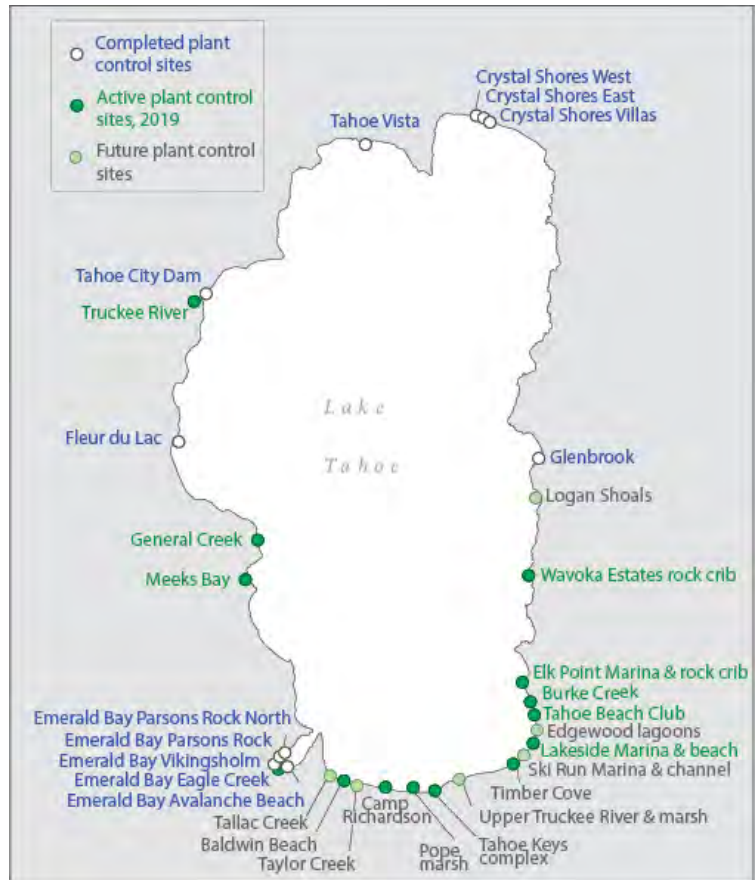 Completed plant
control sites
Active plant control
sites, 2019
Future plant control
sites
Crystal Shores West
Crystal Shores East
Crystal Shores Villas
Tahoe Vista
Tahoe City Dam
Truckee River
Lake
Tahoe
Fleur du Lac
Glenbrook
Logan Shoals
General Creek
Meeks Bay
Wavoka Estates rock crib
Elk Point Marina & rock crib
Burke Creek
Tahoe Beach Club
Edgewood lagoons
Lakeside Marina & beach
Ski Run Marina & channel
Timber Cove
Upper Truckee River & marsh
Tahoe Keys
complex
Pope
marsh
Camp
Richardson
Emerald Bay Parsons Rock North
Emerald Bay Parsons Rock
Emerald Bay Vikingsholm
Emerald Bay Eagle Creek
Emerald Bay Avalanche Beach
Tallac Creek
Baldwin Beach
Taylor Creek